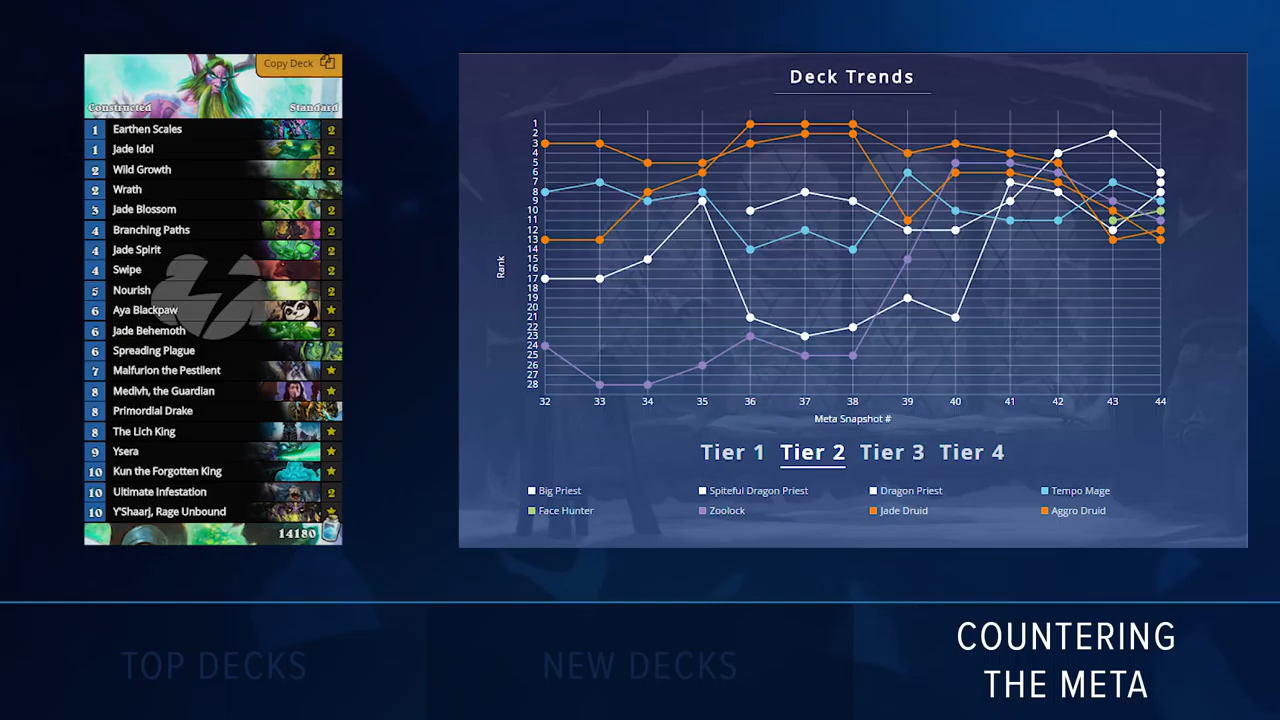 Copy Deck
Constructed Standard
1 Earthen Scales 2
1 Jade Idol 2
2 Wild Growth 2
2 Wrath 2
3 Jade Blossom 2
4 Branching Paths 2
4 Jade Spirit 2
4 Swipe 2
5 Nourish 2
6 Aya Blackpaw
6 Jade Behemoth 2
6 Spreading Plague
7 Malfurion the Pestilent
8 Medivh, the Guardian
8 Primordial Drake
8 The Lich King
9 Ysera
10 Kun the Forgotten King
10 Ultimate Infestation 2
10 Y'Shaarj, Rage Unbound
14180
Deck Trends
1
2
3
4
5
6
7
8
9
10
11
12
13
14
15
16
17
18
19
20
21
22
23
24
25
26
27
28
Rank
32 33 34 35 36 37 38 39 40 41 42 43 44
Meta Snapshot #
Tier 1 Tier 2 Tier 3 Tier 4
Big Priest Spiteful Dragon Priest Dragon Priest Tempo Mage
Face Hunter Zoolock Jade Druid Aggro Druid
TOP DECKS
NEW DECKS
COUNTERING
THE META